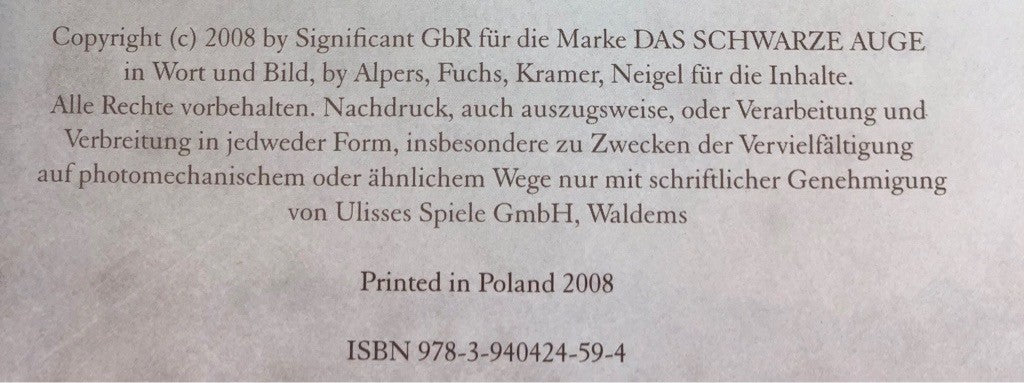 Copyright (c) 2008 by Significant GbR für die Marke DAS SCHWARZE AUGE
in Wort und Bild, by Alpers, Fuchs, Kramer, Neigel für die Inhalte.
Alle Rechte vorbehalten. Nachdruck, auch auszugsweise, oder Verarbeitung und
Verbreitung in jedweder Form, insbesondere zu Zwecken der Vervielfältigung
auf photomechanischem oder ähnlichem Wege nur mit schriftlicher Genehmigung
von Ulisses Spiele GmbH, Waldems
Printed in Poland 2008
ISBN 978-3-940424-59-4